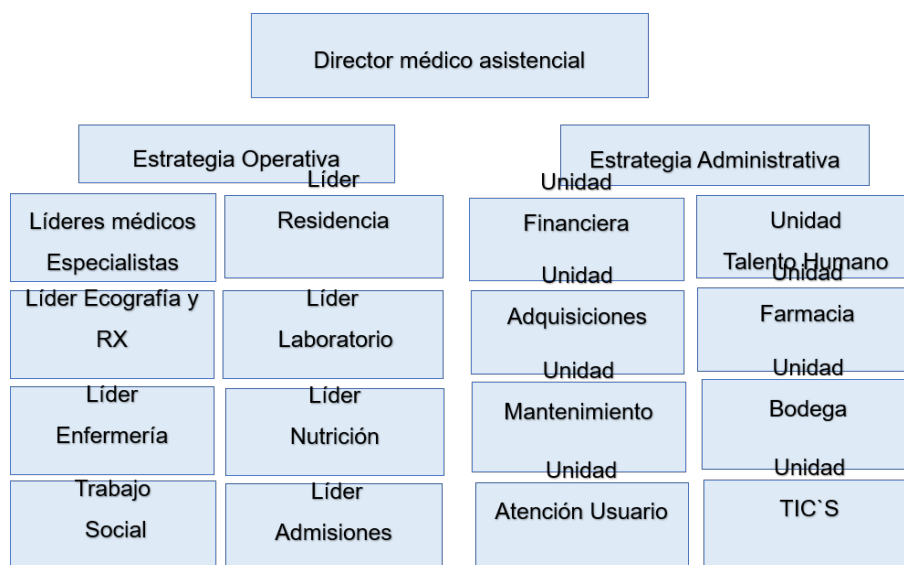 Director médico asistencial
Estrategia Operativa
Estrategia Administrativa
Líderes médicos
Especialistas
Líder
Residencia
Unidad
Financiera
Unidad
Talento Humano
Líder Ecografía y
RX
Líder
Laboratorio
Unidad
Adquisiciones
Unidad
Farmacia
Líder
Enfermería
Líder
Nutrición
Unidad
Mantenimiento
Unidad
Bodega
Trabajo
Social
Líder
Admisiones
Unidad
Atención Usuario
Unidad
TIC`S